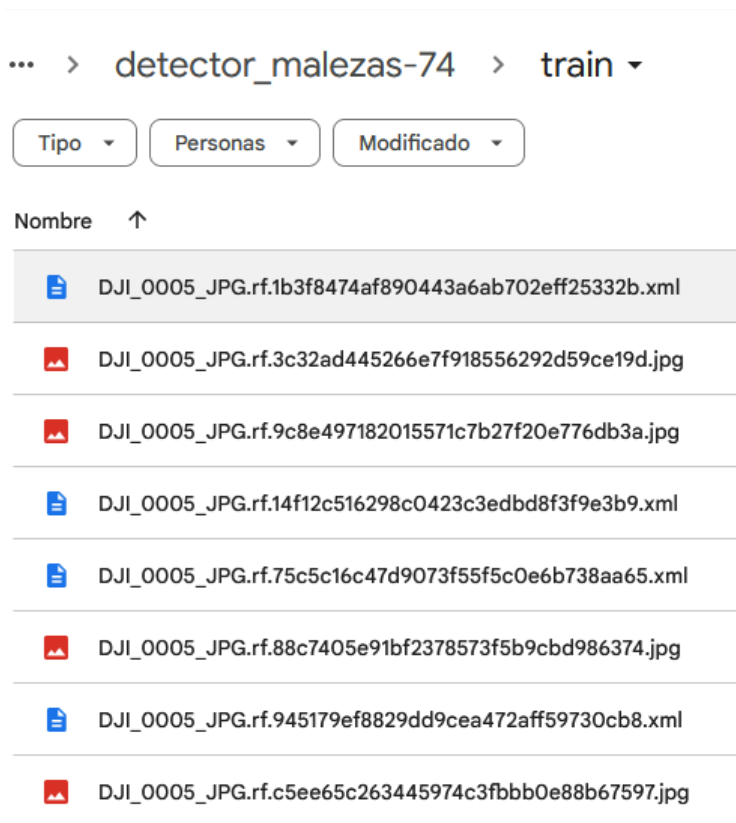 ... > detector_malezas-74 > train
Tipo Personas Modificado
Nombre ↑
DJI_0005_JPG.rf.1b3f8474af890443a6ab702eff25332b.xml
DJI_0005_JPG.rf.3c32ad445266e7f918556292d59ce19d.jpg
DJI_0005_JPG.rf.9c8e497182015571c7b27f20e776db3a.jpg
DJI_0005_JPG.rf.14f12c516298c0423c3edbd8f3f9e3b9.xml
DJI_0005_JPG.rf.75c5c16c47d9073f55f5c0e6b738aa65.xml
DJI_0005_JPG.rf.88c7405e91bf2378573f5b9cbd986374.jpg
DJI_0005_JPG.rf.945179ef8829dd9cea472aff59730cb8.xml
DJI_0005_JPG.rf.c5ee65c263445974c3fbbb0e88b67597.jpg